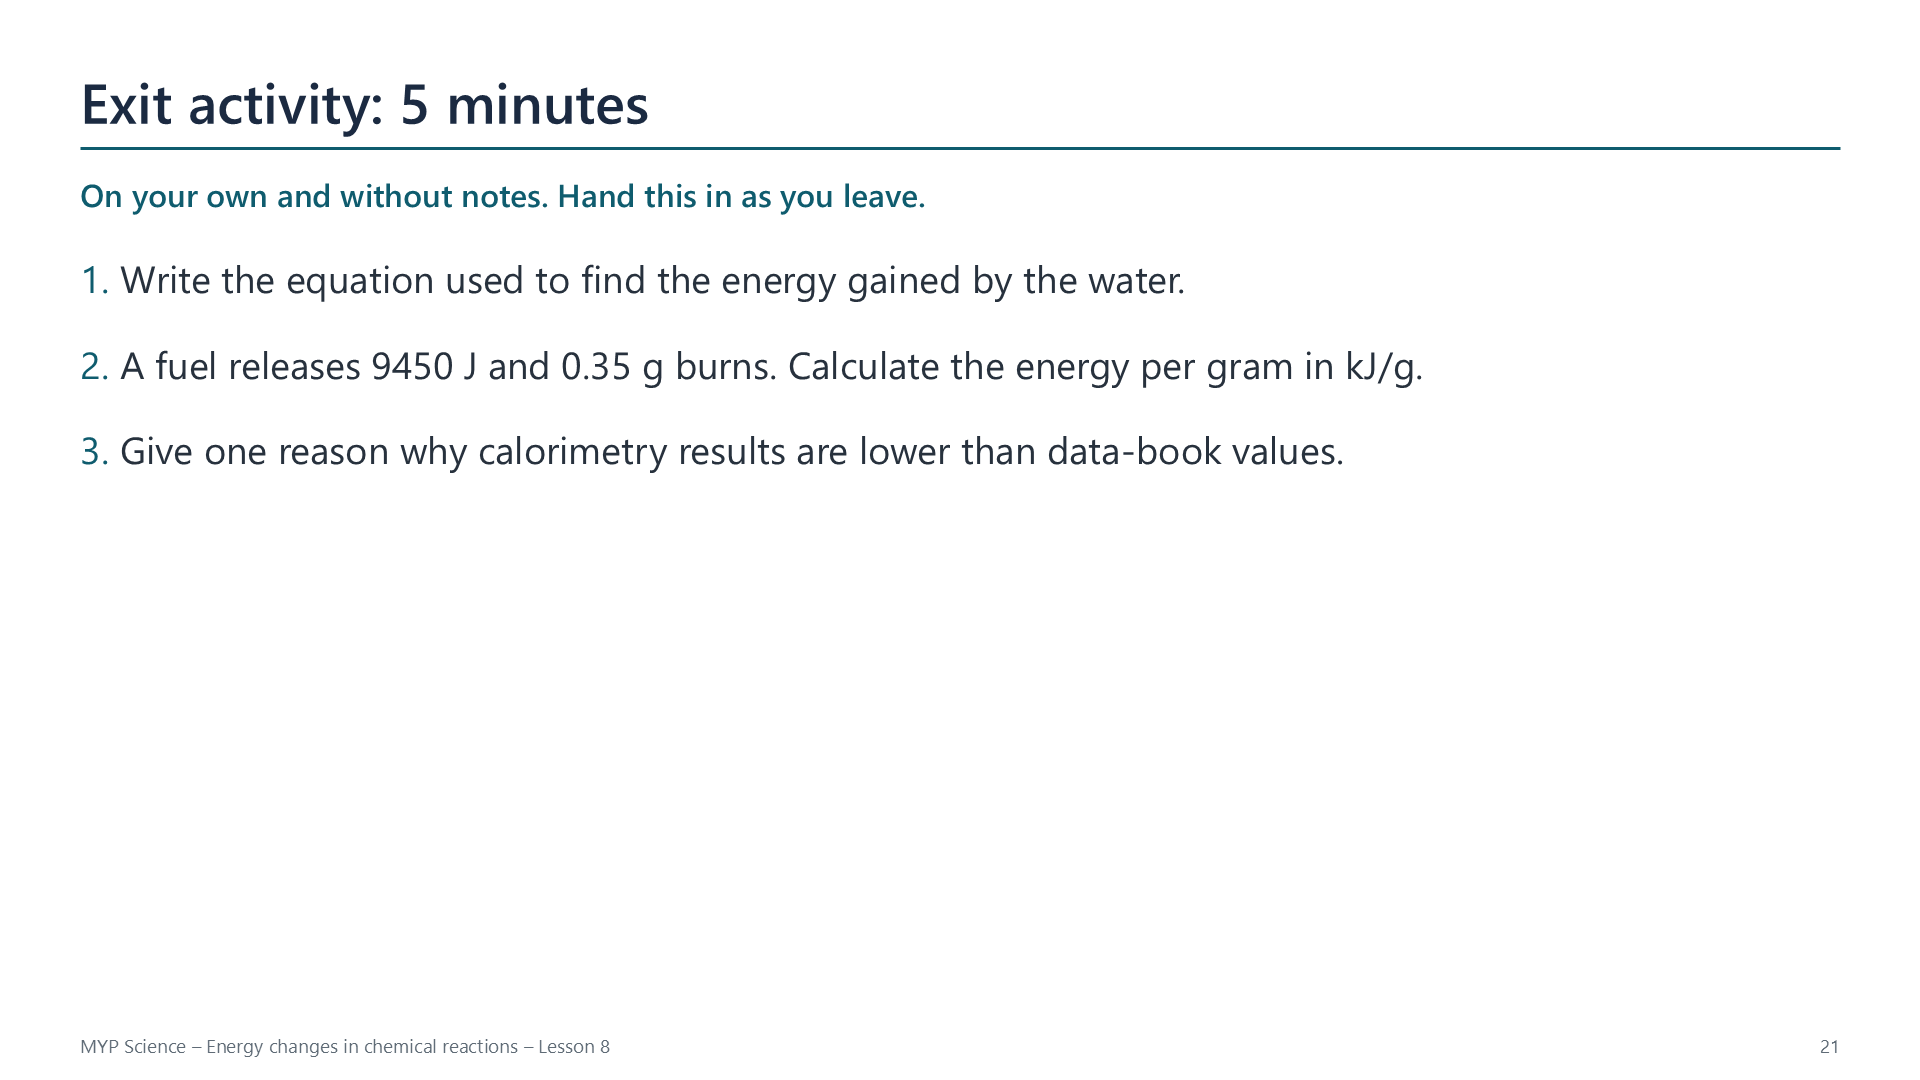 Exit activity: 5 minutes
On your own and without notes. Hand this in as you leave.
1. Write the equation used to find the energy gained by the water.
2. A fuel releases 9450 J and 0.35 g burns. Calculate the energy per gram in kJ/g.
3. Give one reason why calorimetry results are lower than data-book values.
MYP Science – Energy changes in chemical reactions – Lesson 8
21